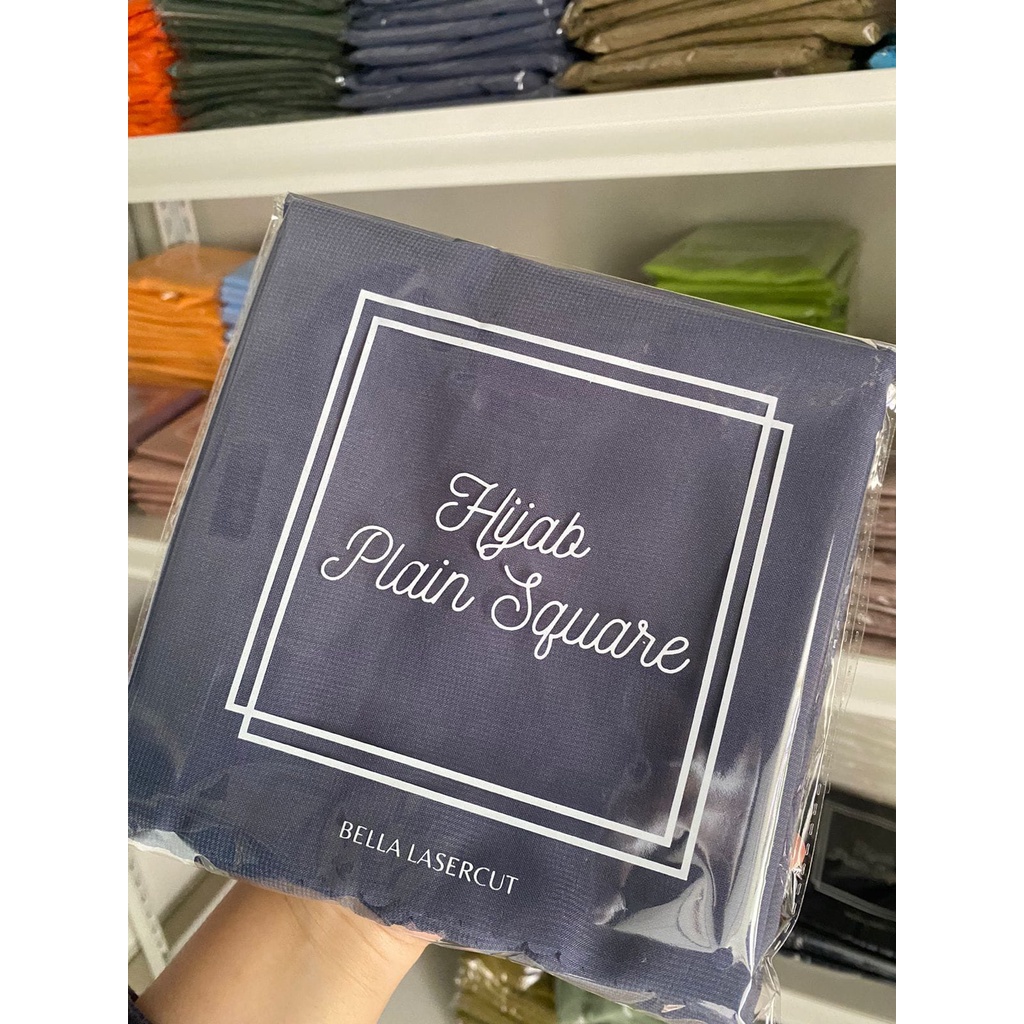 Hijab
Plain Square
BELLA LASERCUT